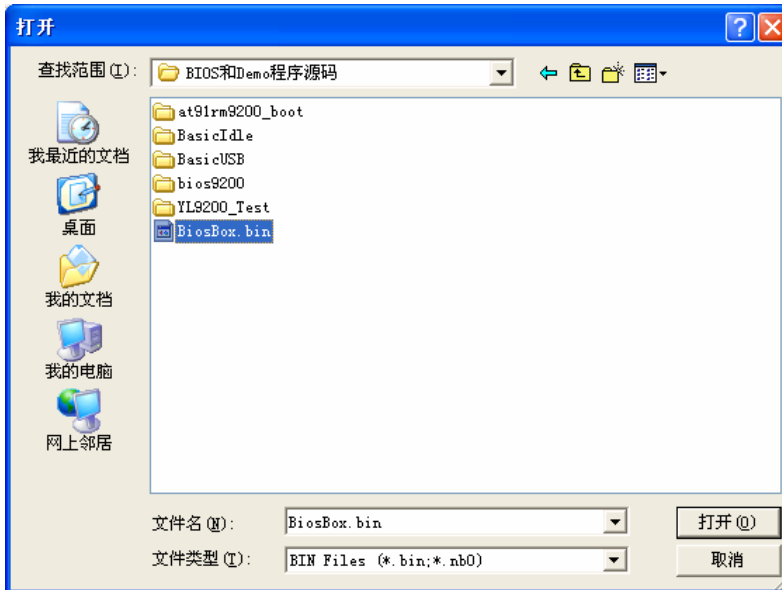 打开
查找范围(I):
BIOS和Demo程序源码
我最近的文档
桌面
我的文档
我的电脑
网上邻居
at91rm9200_boot
BasicIdle
BasicUSB
bios9200
YL9200_Test
BiosBox.bin
文件名(N): BiosBox.bin 打开(O)
文件类型(T): BIN Files (*.bin;*.nb0) 取消